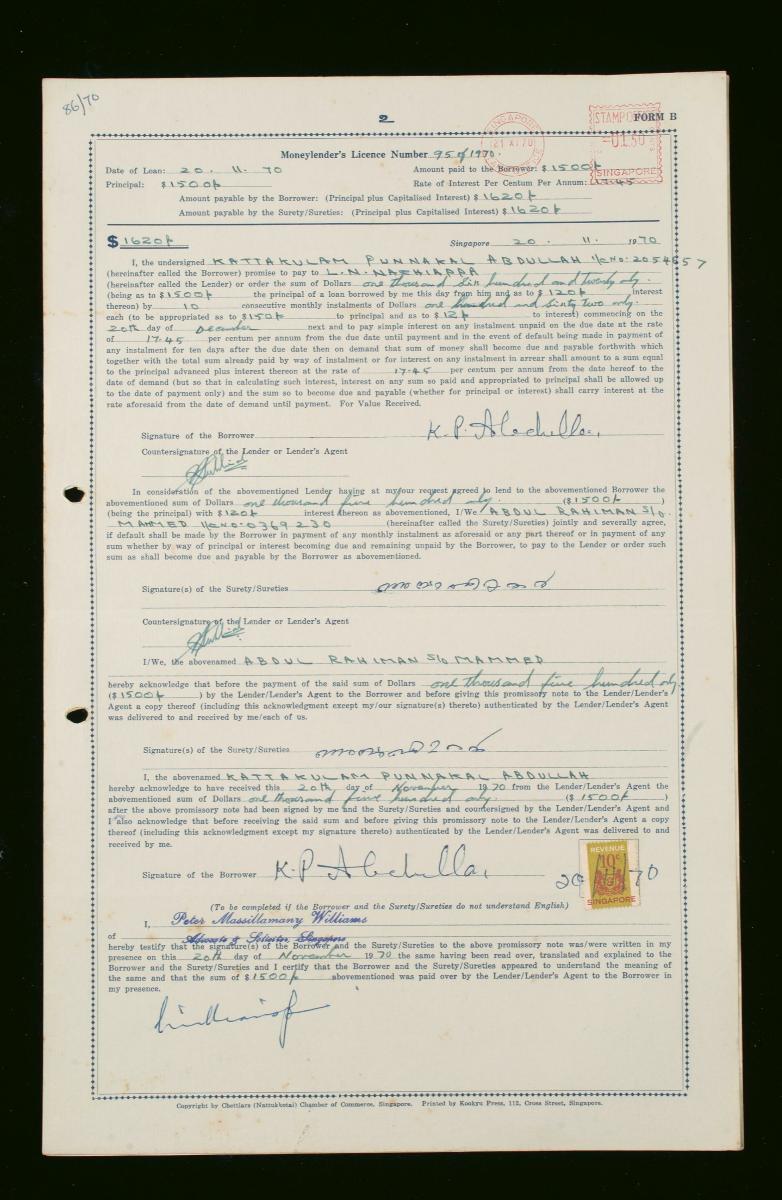 86/70
2
FORM B
SINGAPORE
21 XI 70
STAMP
0150
SINGAPORE
Moneylender's Licence Number 95 of 1970.
Date of Loan: 20 . 11 . 70
Amount paid to the Borrower: $ 1500/-
Principal: $ 1500/-
Rate of Interest Per Centum Per Annum: 17.45
Amount payable by the Borrower: (Principal plus Capitalised Interest) $ 1620/-
Amount payable by the Surety/Sureties: (Principal plus Capitalised Interest) $ 1620/-
$ 1620/-
Singapore 20 . 11 . 1970
I, the undersigned KATTAKULAM PUNNAKAL ABDULLAH I/C NO: 2054657
(hereinafter called the Borrower) promise to pay to L.N. NACHIAPPA
(hereinafter called the Lender) or order the sum of Dollars one thousand six hundred and twenty only.
(being as to $ 1500/- the principal of a loan borrowed by me this day from him and as to $ 120/- interest
thereon) by 10 consecutive monthly instalments of Dollars one hundred and sixty two only.
each (to be appropriated as to $ 150/- to principal and as to $ 12/- to interest) commencing on the
20th day of December next and to pay simple interest on any instalment unpaid on the due date at the rate
of 17.45 per centum per annum from the due date until payment and in the event of default being made in payment of
any instalment for ten days after the due date then on demand that sum of money shall become due and payable forthwith which
together with the total sum already paid by way of instalment or for interest on any instalment in arrear shall amount to a sum equal
to the principal advanced plus interest thereon at the rate of 17.45 per centum per annum from the date hereof to the
date of demand (but so that in calculating such interest, interest on any sum so paid and appropriated to principal shall be allowed up
to the date of payment only) and the sum so to become due and payable (whether for principal or interest) shall carry interest at the
rate aforesaid from the date of demand until payment. For Value Received.
Signature of the Borrower K.P. Abdulla.
Countersignature of the Lender or Lender's Agent
In consideration of the abovementioned Lender having at my/our request agreed to lend to the abovementioned Borrower the
abovementioned sum of Dollars one thousand five hundred only. ($ 1500/- )
(being the principal) with $ 120/- interest thereon as abovementioned, I/We ABDUL RAHIMAN S/O.
MAMMED I/C NO: 0369230 (hereinafter called the Surety/Sureties) jointly and severally agree,
if default shall be made by the Borrower in payment of any monthly instalment as aforesaid or any part thereof or in payment of any
sum whether by way of principal or interest becoming due and remaining unpaid by the Borrower, to pay to the Lender or order such
sum as shall become due and payable by the Borrower as abovementioned.
Signature(s) of the Surety/Sureties
Countersignature of the Lender or Lender's Agent
I/We, the abovenamed ABDUL RAHIMAN S/O MAMMED
hereby acknowledge that before the payment of the said sum of Dollars one thousand five hundred only.
($ 1500/- ) by the Lender/Lender's Agent to the Borrower and before giving this promissory note to the Lender/Lender's
Agent a copy thereof (including this acknowledgment except my/our signature(s) thereto) authenticated by the Lender/Lender's Agent
was delivered to and received by me/each of us.
Signature(s) of the Surety/Sureties
I, the abovenamed KATTAKULAM PUNNAKAL ABDULLAH
hereby acknowledge to have received this 20th day of November 1970 from the Lender/Lender's Agent the
abovementioned sum of Dollars one thousand five hundred only. ($ 1500/- )
after the above promissory note had been signed by me and the Surety/Sureties and countersigned by the Lender/Lender's Agent and
I also acknowledge that before receiving the said sum and before giving this promissory note to the Lender/Lender's Agent a copy
thereof (including this acknowledgment except my signature thereto) authenticated by the Lender/Lender's Agent was delivered to and
received by me.
Signature of the Borrower K.P. Abdulla.
REVENUE
10c
SINGAPORE
20 11 70
(To be completed if the Borrower and the Surety/Sureties do not understand English)
I, Peter Massillamany Williams
of Advocate & Solicitor, Singapore
hereby testify that the signature(s) of the Borrower and the Surety/Sureties to the above promissory note was/were written in my
presence on this 20th day of November 1970 the same having been read over, translated and explained to the
Borrower and the Surety/Sureties and I certify that the Borrower and the Surety/Sureties appeared to understand the meaning of
the same and that the sum of $ 1500/- abovementioned was paid over by the Lender/Lender's Agent to the Borrower in
my presence.
Copyright by Chettiars (Nattukkotai) Chamber of Commerce, Singapore. Printed by Kookyu Press, 112, Cross Street, Singapore.